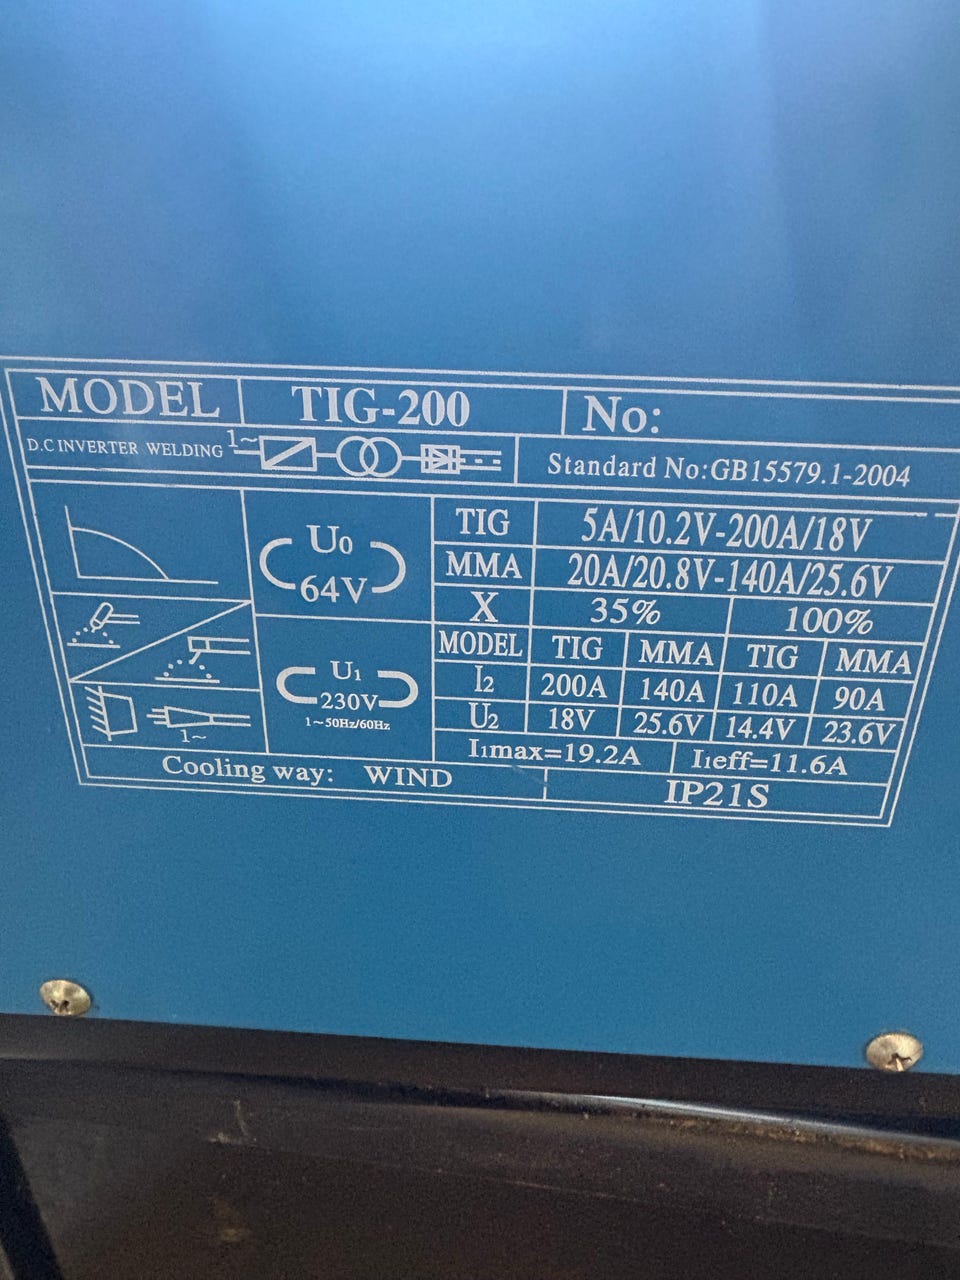 MODEL TIG-200 No:
D.C INVERTER WELDING 1~ Standard No:GB15579.1-2004
U0 64V
U1 230V
1~50Hz/60Hz
1~
TIG 5A/10.2V-200A/18V
MMA 20A/20.8V-140A/25.6V
X 35% 100%
MODEL TIG MMA TIG MMA
I2 200A 140A 110A 90A
U2 18V 25.6V 14.4V 23.6V
I1max=19.2A I1eff=11.6A
Cooling way: WIND IP21S